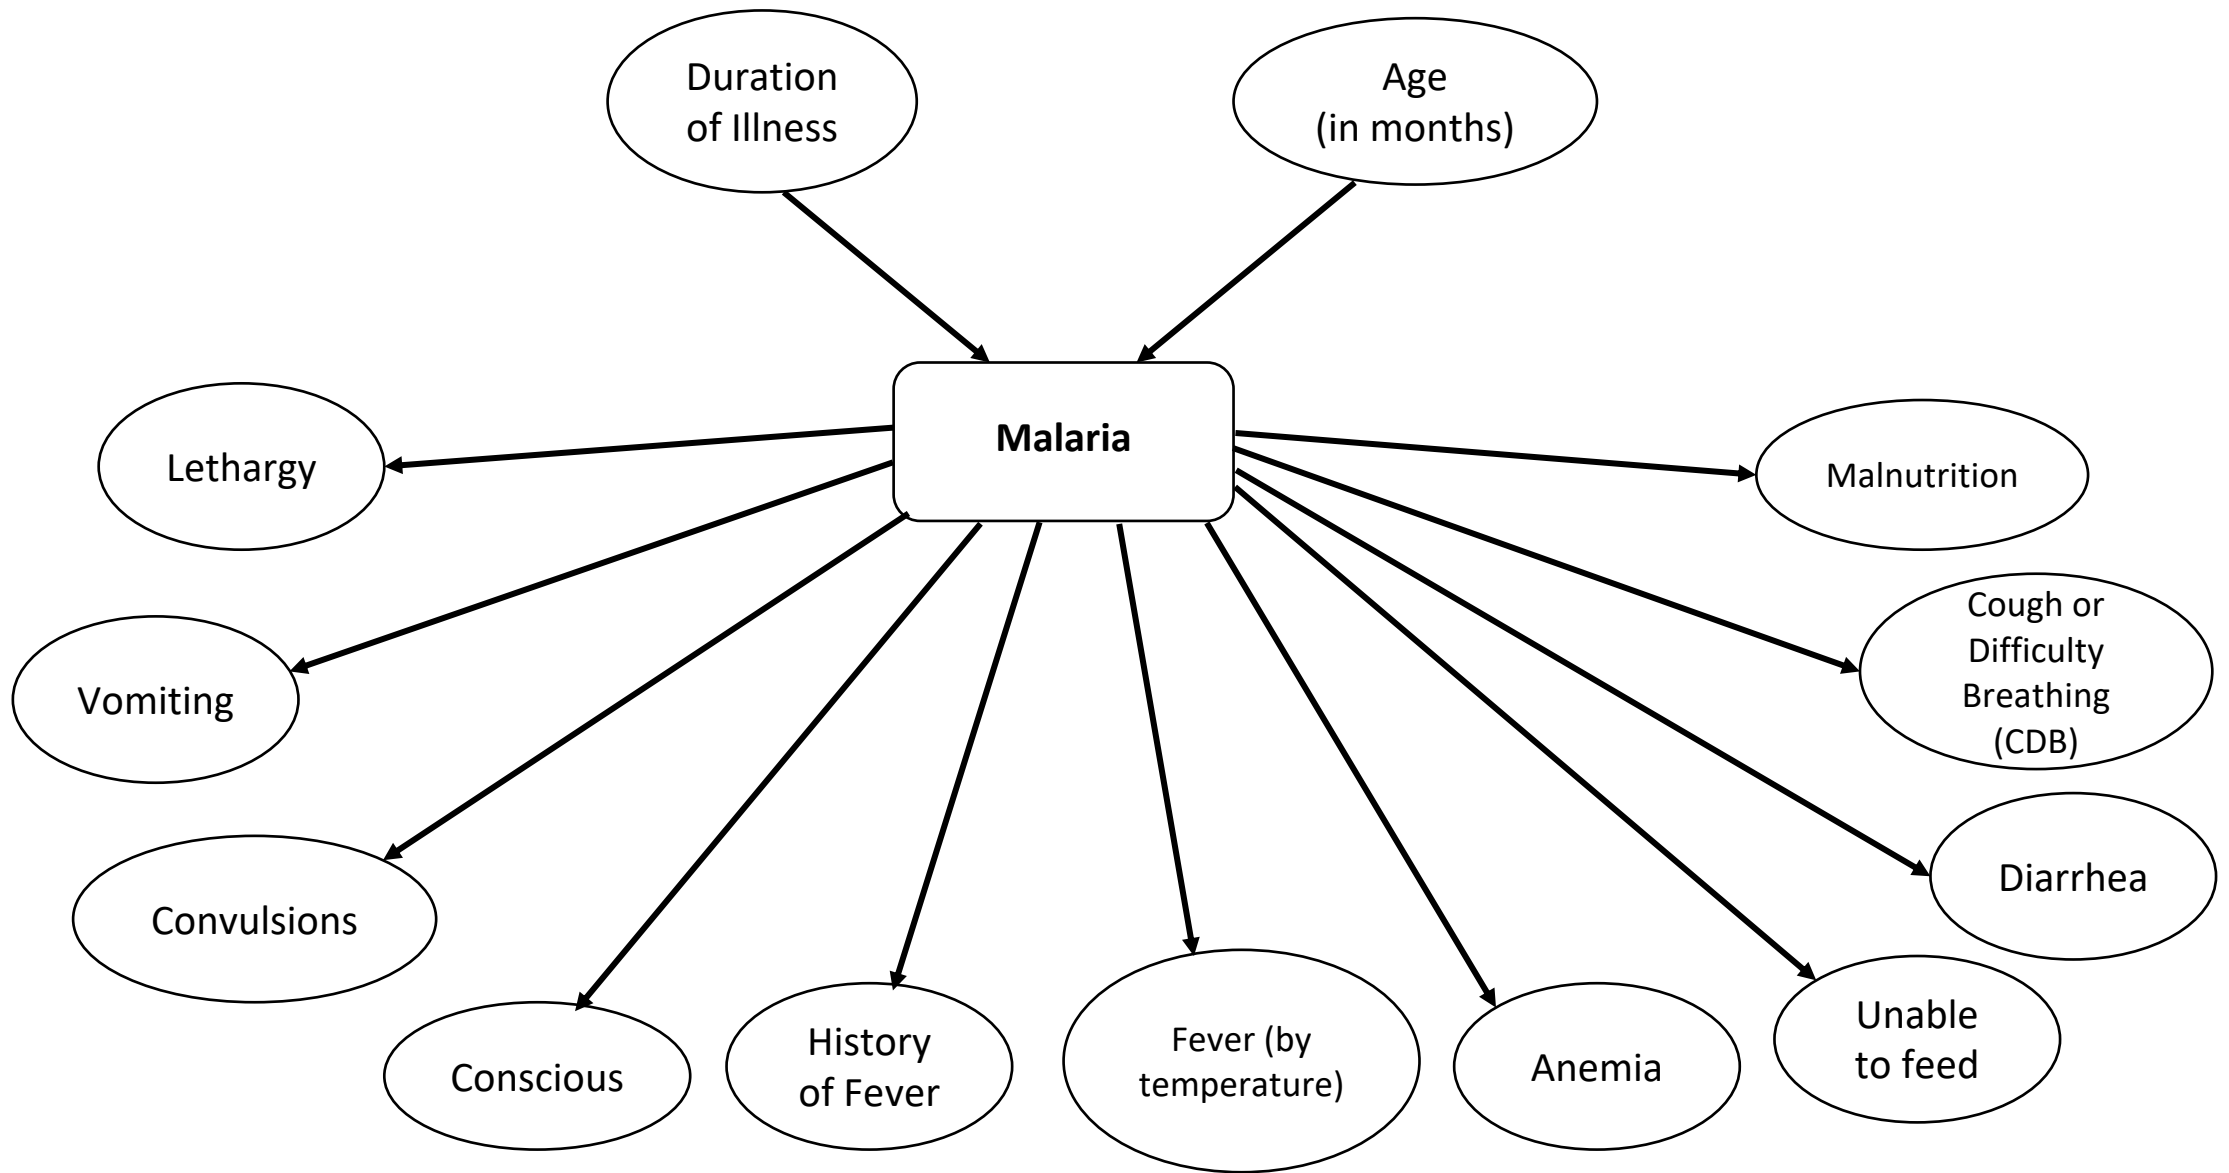 Duration
of Illness
Age
(in months)
Malaria
Lethargy
Malnutrition
Vomiting
Cough or
Difficulty
Breathing
(CDB)
Convulsions
Diarrhea
Conscious
History
of Fever
Fever (by
temperature)
Anemia
Unable
to feed